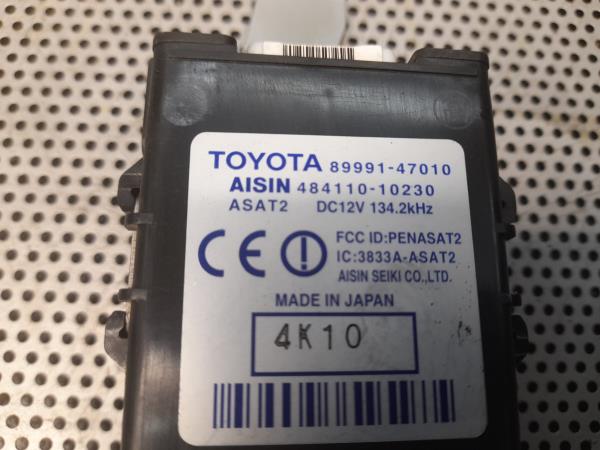 TOYOTA 89991-47010
AISIN 484110-10230
ASAT2 DC12V 134.2kHz
CE
FCC ID:PENASAT2
IC:3833A-ASAT2
AISIN SEIKI CO.,LTD.
MADE IN JAPAN
4K10